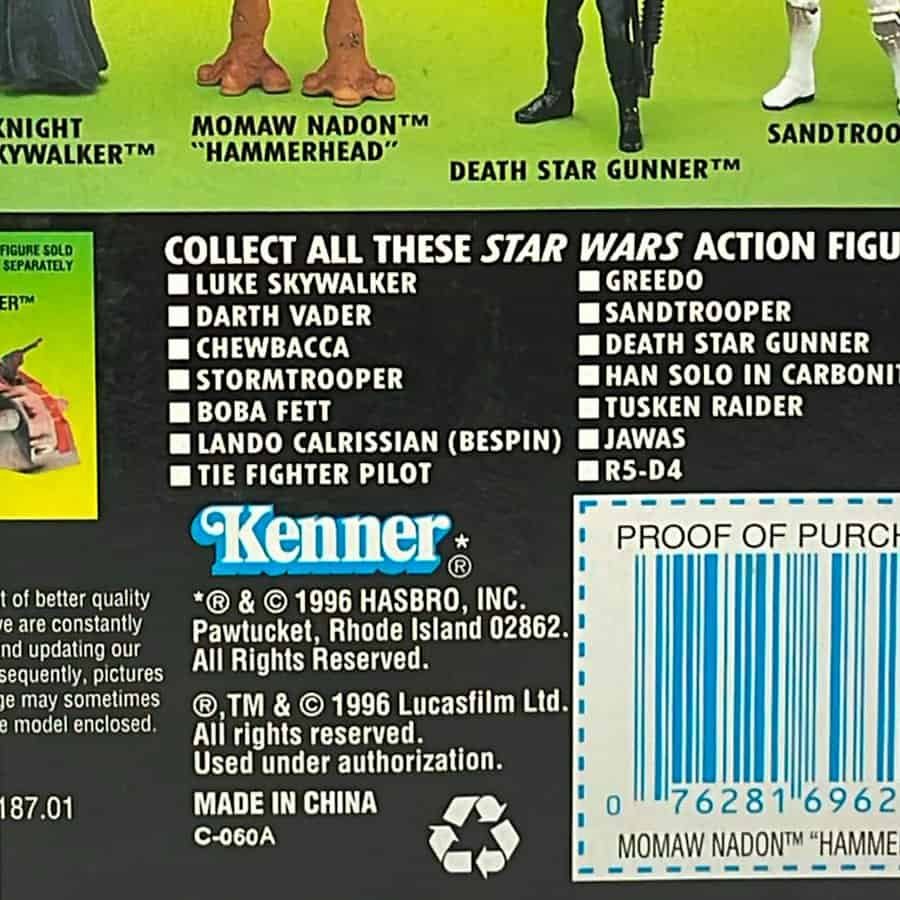 KNIGHT
KYWALKER™
MOMAW NADON™
"HAMMERHEAD"
DEATH STAR GUNNER™
SANDTROO
FIGURE SOLD
SEPARATELY
ER™
COLLECT ALL THESE STAR WARS ACTION FIGU
LUKE SKYWALKER
DARTH VADER
CHEWBACCA
STORMTROOPER
BOBA FETT
LANDO CALRISSIAN (BESPIN)
TIE FIGHTER PILOT
GREEDO
SANDTROOPER
DEATH STAR GUNNER
HAN SOLO IN CARBONIT
TUSKEN RAIDER
JAWAS
R5-D4
Kenner*®
*® & © 1996 HASBRO, INC.
Pawtucket, Rhode Island 02862.
All Rights Reserved.
®,TM & © 1996 Lucasfilm Ltd.
All rights reserved.
Used under authorization.
MADE IN CHINA
C-060A
t of better quality
ve are constantly
nd updating our
sequently, pictures
ge may sometimes
e model enclosed.
187.01
PROOF OF PURCH
0 76281 6962
MOMAW NADON™ "HAMME